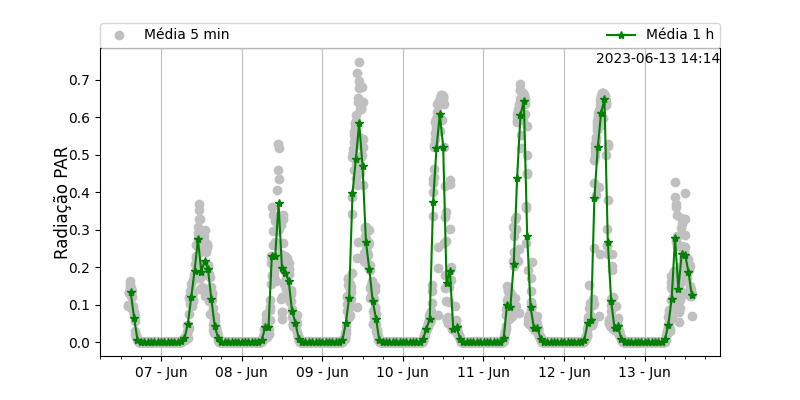 Média 5 min
Média 1 h
2023-06-13 14:14
Radiação PAR
0.7
0.6
0.5
0.4
0.3
0.2
0.1
0.0
07 - Jun
08 - Jun
09 - Jun
10 - Jun
11 - Jun
12 - Jun
13 - Jun